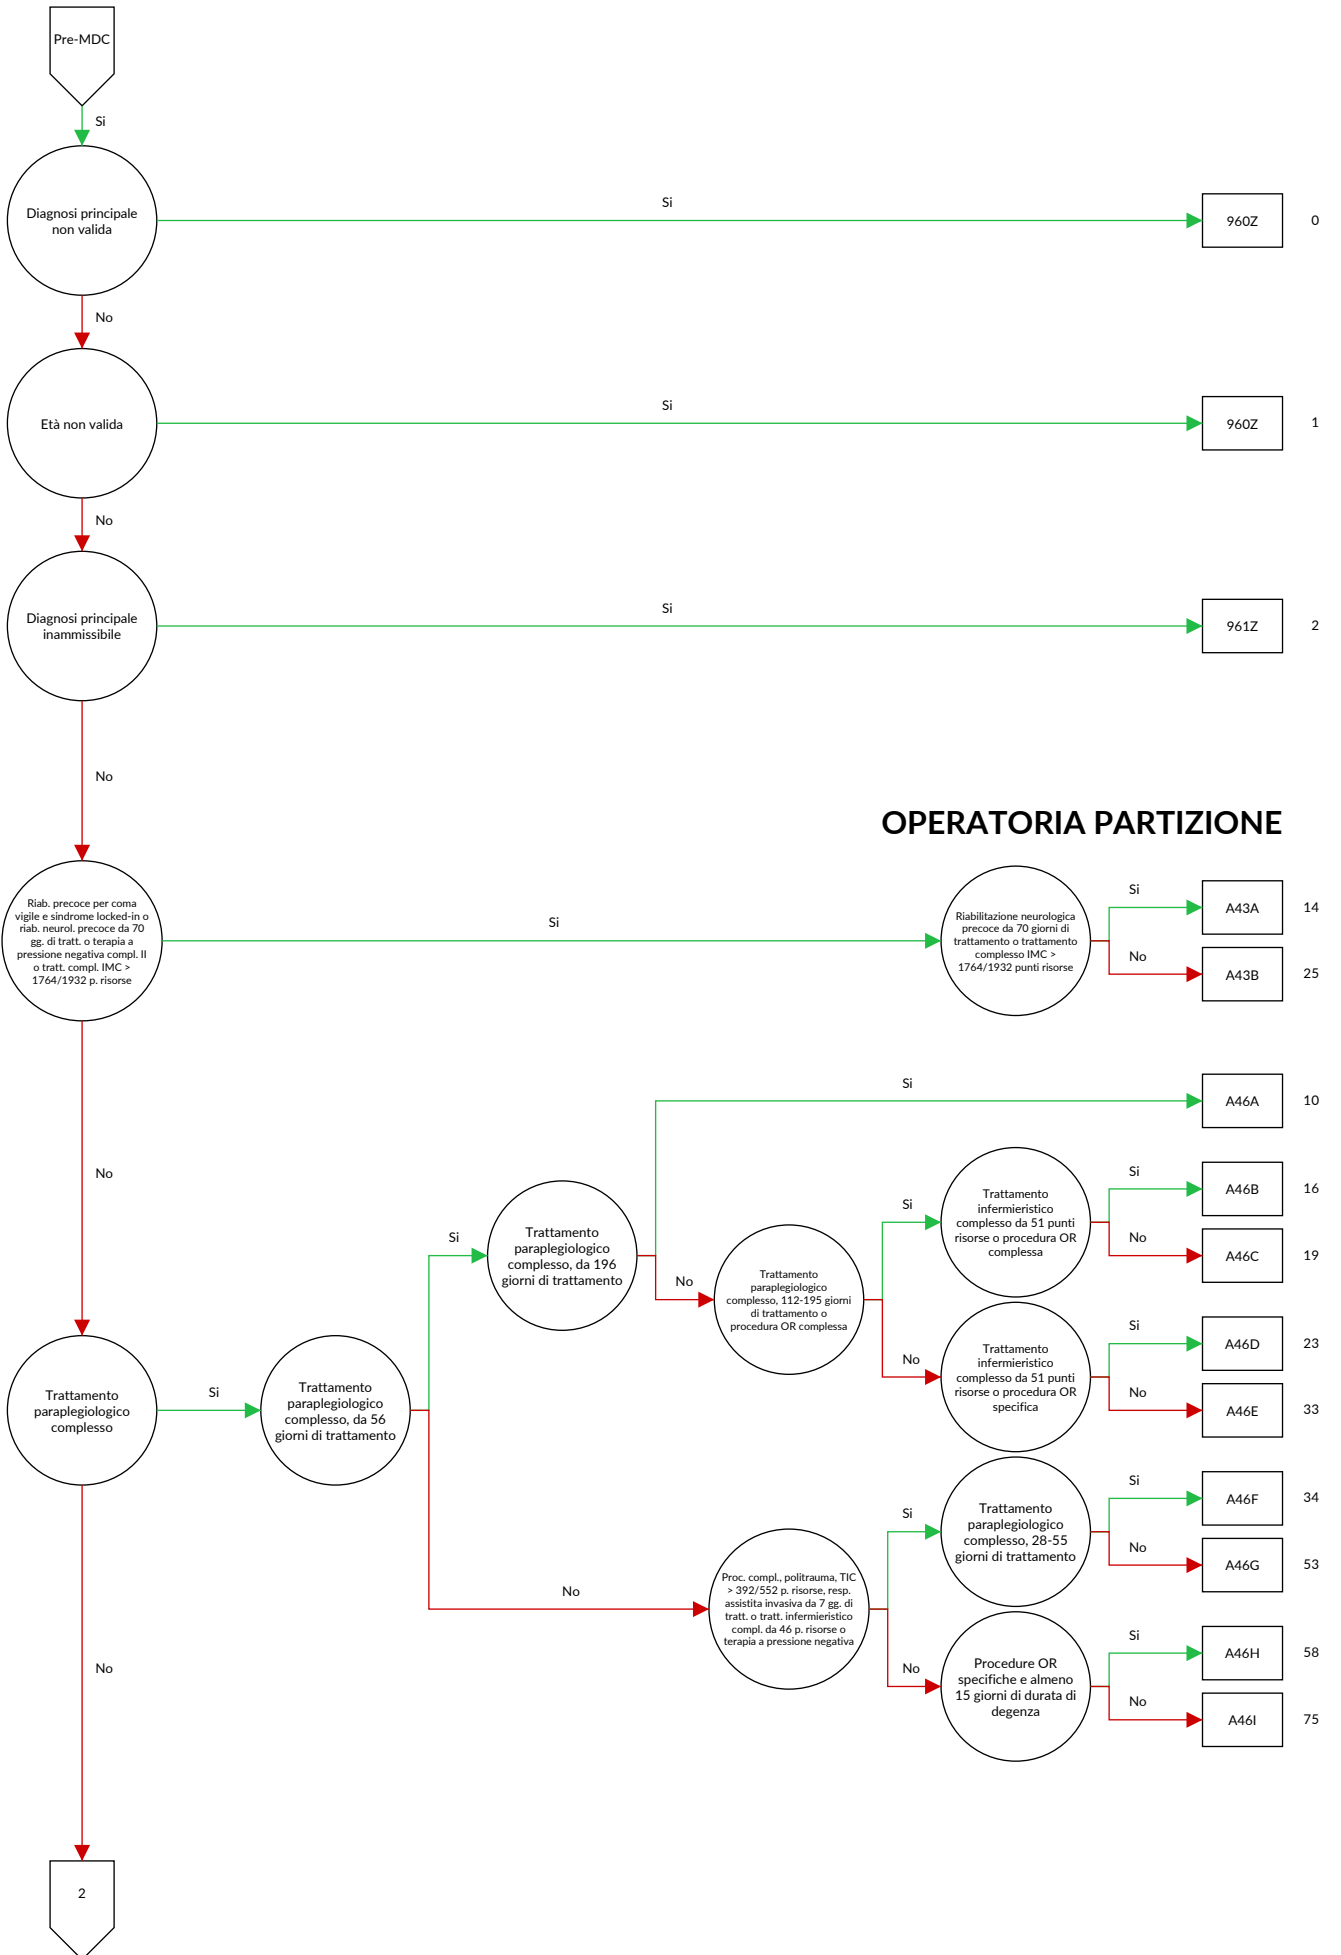 Pre-MDC
Si
Diagnosi principale
non valida
Si
960Z
0
No
Età non valida
Si
960Z
1
No
Diagnosi principale
inammissibile
Si
961Z
2
No
OPERATORIA PARTIZIONE
Riab. precoce per coma
vigile e sindrome locked-in o
riab. neurol. precoce da 70
gg. di tratt. o terapia a
pressione negativa compl. II
o tratt. compl. IMC >
1764/1932 p. risorse
Si
Riabilitazione neurologica
precoce da 70 giorni di
trattamento o trattamento
complesso IMC >
1764/1932 punti risorse
Si
A43A
14
No
A43B
25
No
Trattamento
paraplegiologico
complesso
Si
Trattamento
paraplegiologico
complesso, da 56
giorni di trattamento
Si
Trattamento
paraplegiologico
complesso, da 196
giorni di trattamento
Si
A46A
10
No
Trattamento
paraplegiologico
complesso, 112-195 giorni
di trattamento o
procedura OR complessa
Si
Trattamento
infermieristico
complesso da 51 punti
risorse o procedura OR
complessa
Si
A46B
16
No
A46C
19
No
Trattamento
infermieristico
complesso da 51 punti
risorse o procedura OR
specifica
Si
A46D
23
No
A46E
33
No
Proc. compl., politrauma, TIC
> 392/552 p. risorse, resp.
assistita invasiva da 7 gg. di
tratt. o tratt. infermieristico
compl. da 46 p. risorse o
terapia a pressione negativa
Si
Trattamento
paraplegiologico
complesso, 28-55
giorni di trattamento
Si
A46F
34
No
A46G
53
No
Procedure OR
specifiche e almeno
15 giorni di durata di
degenza
Si
A46H
58
No
A46I
75
No
2